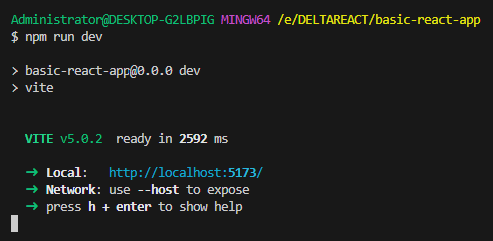 Administrator@DESKTOP-G2LBPIG MINGW64 /e/DELTAREACT/basic-react-app
$ npm run dev
> basic-react-app@0.0.0 dev
> vite
VITE v5.0.2 ready in 2592 ms
➜ Local: http://localhost:5173/
➜ Network: use --host to expose
➜ press h + enter to show help